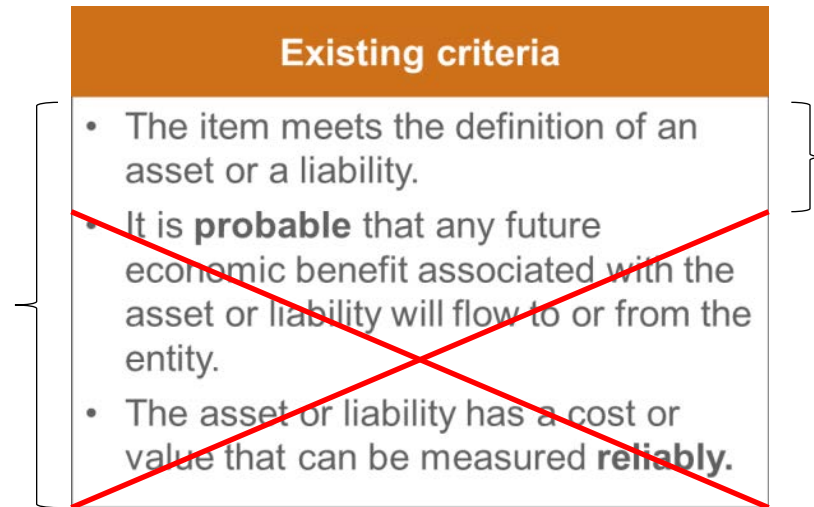 Existing criteria
• The item meets the definition of an
asset or a liability.
• It is probable that any future
economic benefit associated with the
asset or liability will flow to or from the
entity.
• The asset or liability has a cost or
value that can be measured reliably.